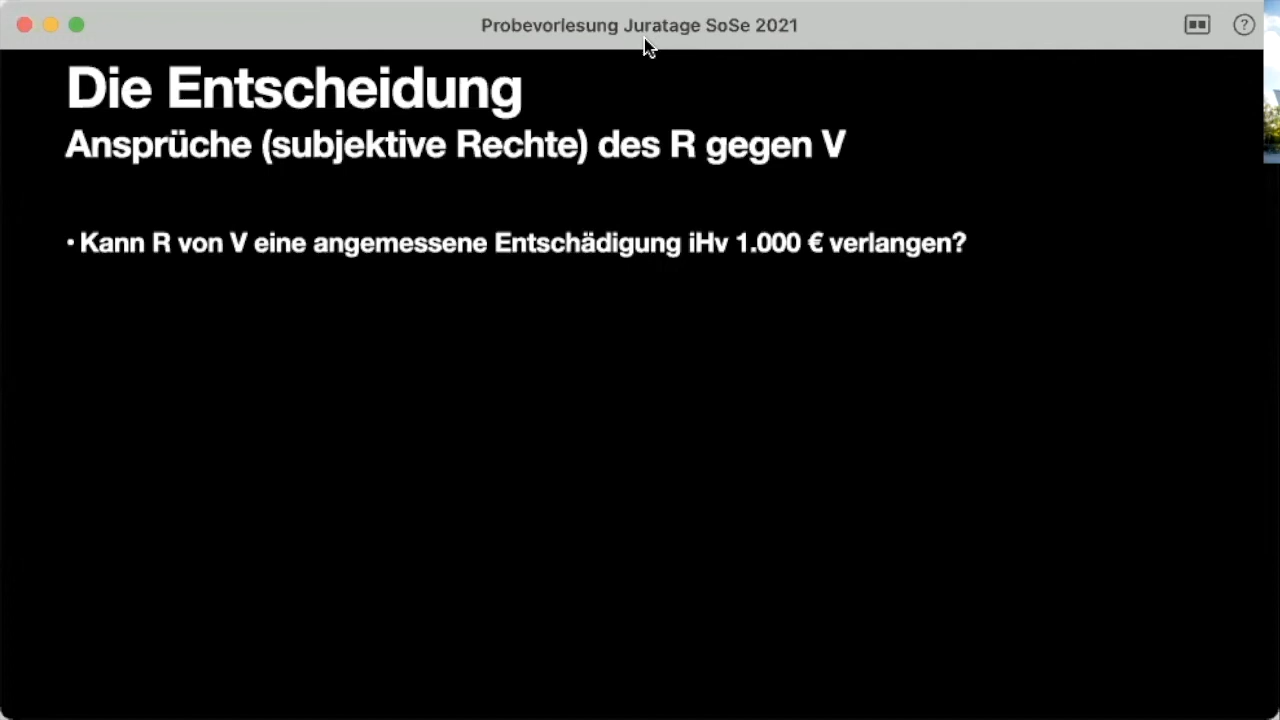 Probevorlesung Juratage SoSe 2021
?
Die Entscheidung
Ansprüche (subjektive Rechte) des R gegen V
• Kann R von V eine angemessene Entschädigung iHv 1.000 € verlangen?